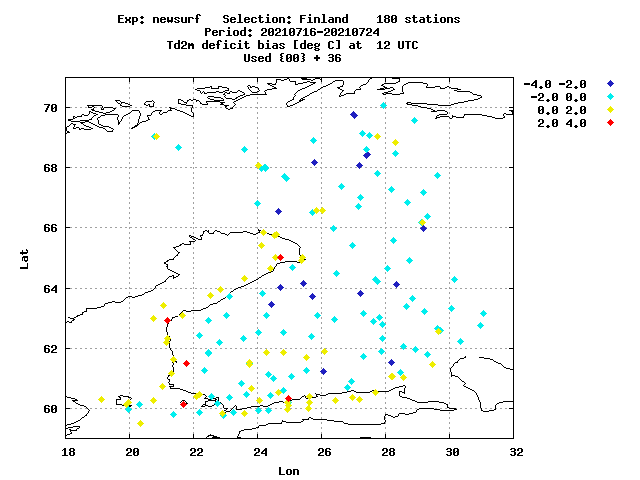 Exp: newsurf   Selection: Finland    180 stations
Period: 20210716-20210724
Td2m deficit bias [deg C] at  12 UTC
Used {00} + 36
-4.0 -2.0
-2.0 0.0
0.0 2.0
2.0 4.0
70
68
66
64
62
60
Lat
18 20 22 24 26 28 30 32
Lon